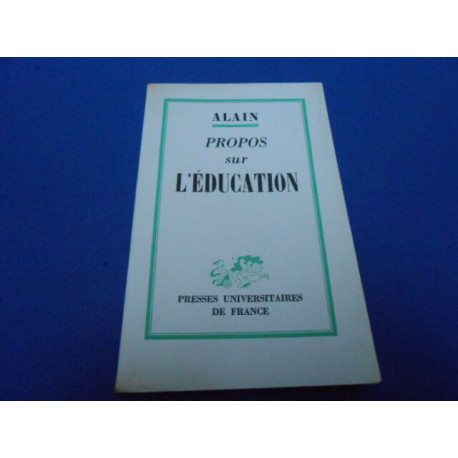 ALAIN
PROPOS
sur
L'ÉDUCATION
PRESSES UNIVERSITAIRES
DE FRANCE